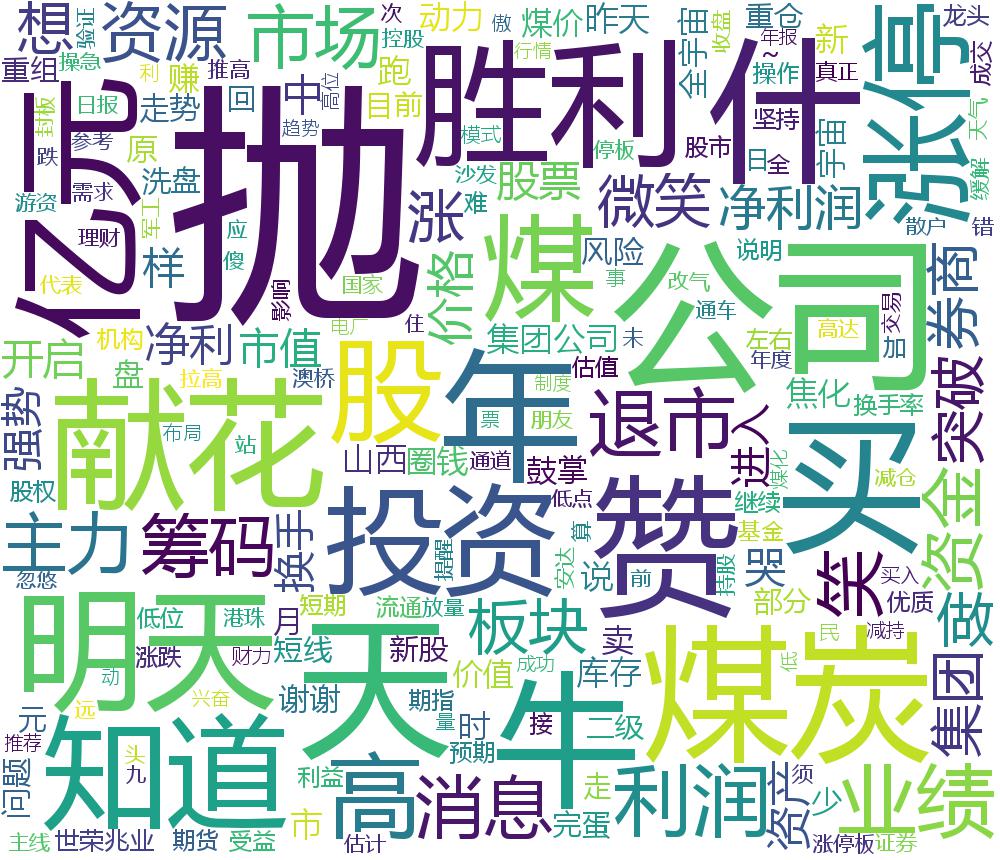 想
资源
市场
次
控股
动力
傲
煤价
昨天
重仓
年报
龙头
验证
操急
重组
利
赚
推高
中
高位
跑
目前
行情
全宇宙
收盘
~
操作
新
真正
涨停
成交
亿元
封板
日报
走势
回
趋势
胜利
什
模式
停板
股市
坚持
天气
跌
参考
原
抛
沙发
股票
难
日
全
宇宙
缓解
游资
需求
洗盘
涨
微笑
净利润
散户
错
理财
军工
应
样
傻
影响
国家
价格
煤
风险
事
改气
说明
公司
交易
券商
代表
电厂
住
集团公司
未
通车
左右
高达
加
机构
净利
市值
开启
盘
拉高
澳桥
股
年
制度
估值
年度
焦化
换手率
突破
强势
献花
布局
站
票
朋友
退市
进入
买
煤化
减仓
股权
山西
圈钱
通道
鼓掌
低点
继续
资金
主力
筹码
换手
投资
提醒
安达
算
说
赞
前
持股
基金
哭
笑
买入
优质
忽悠
明天
低位
港珠
月
短期
流通
放量
板块
卖
部分
民
减持
做
涨跌
财力
短线
天
新股
价值
成功
库存
低
煤炭
集团
动
兴奋
谢谢
期指
量
牛
接
二级
元
远
推荐
知道
头
九
时
预期
问题
利益
高
消息
走
利润
资产
须
少
业绩
主线
世荣兆业
期货
受益
市
估计
完蛋
涨停板
证券